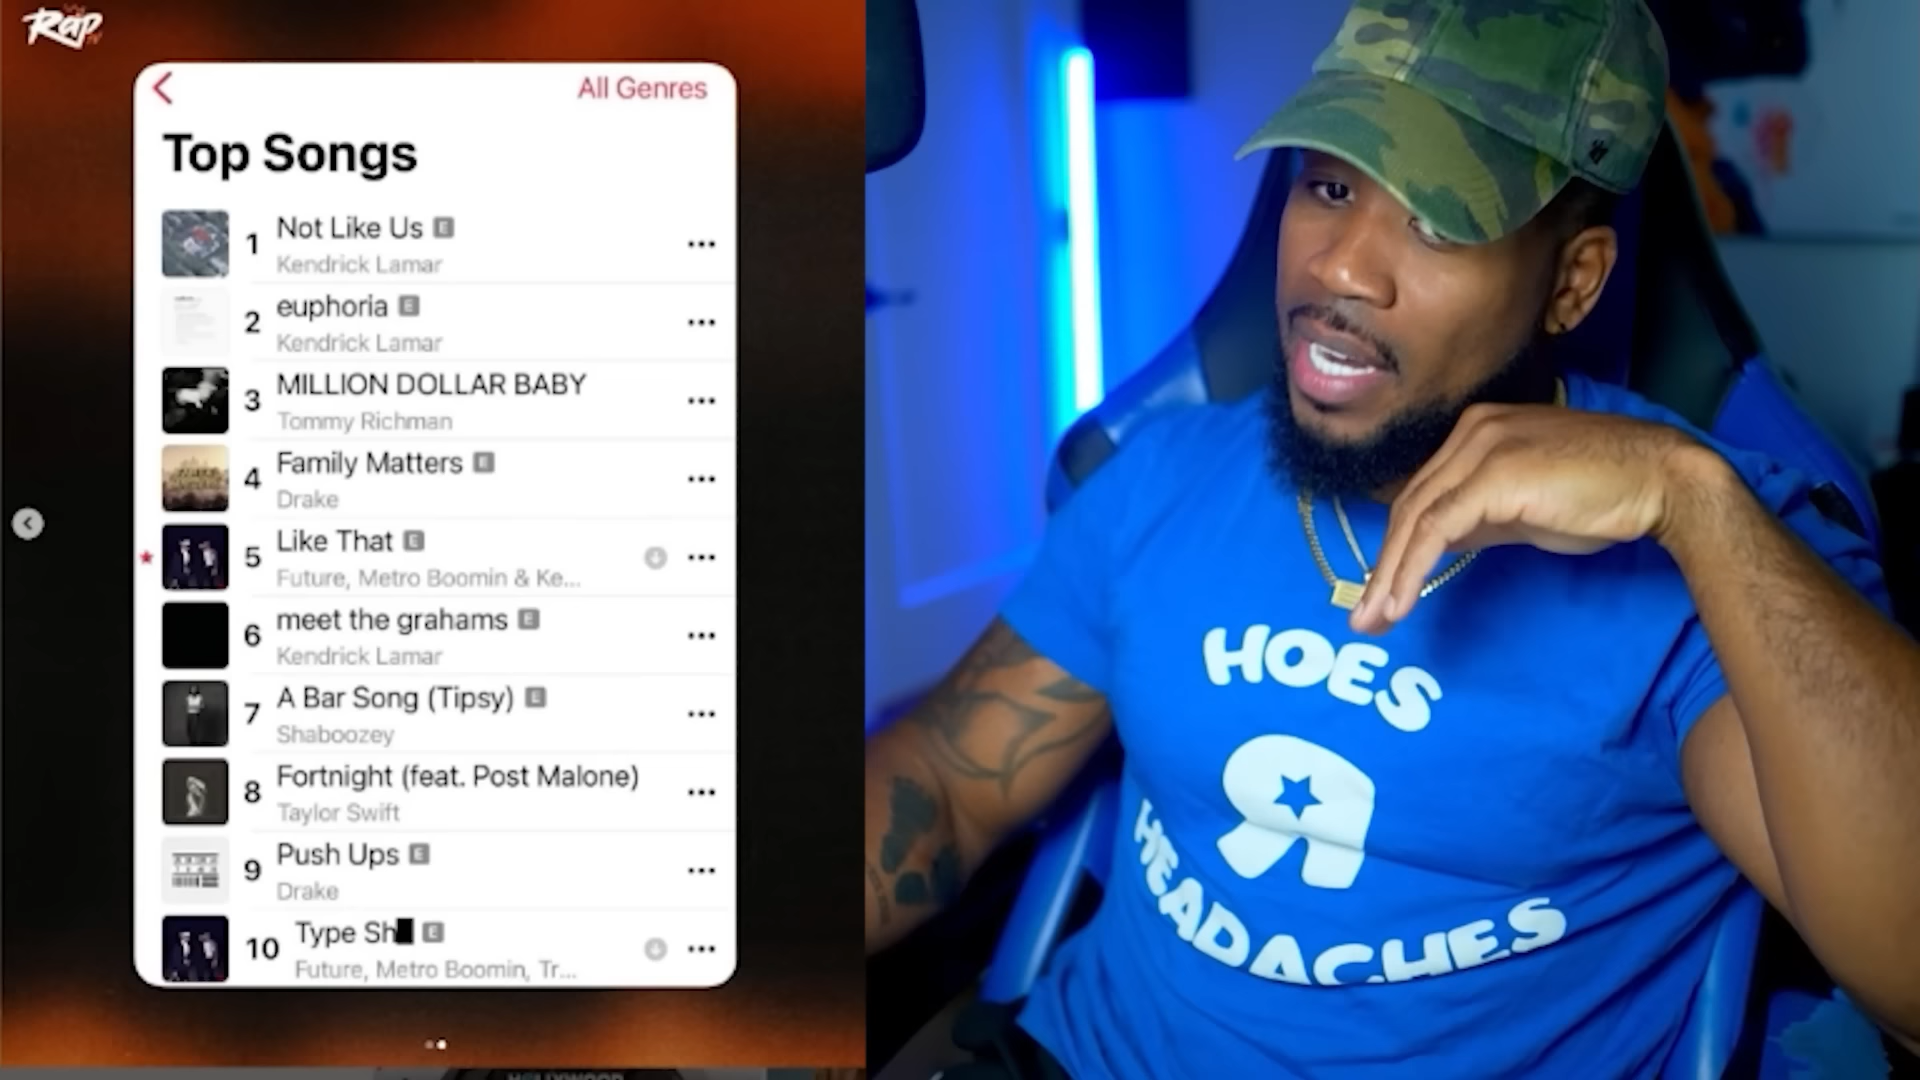 Rap
All Genres
Top Songs
1 Not Like Us E
Kendrick Lamar
2 euphoria E
Kendrick Lamar
3 MILLION DOLLAR BABY
Tommy Richman
4 Family Matters E
Drake
5 Like That E
Future, Metro Boomin & Ke...
6 meet the grahams E
Kendrick Lamar
7 A Bar Song (Tipsy) E
Shaboozey
8 Fortnight (feat. Post Malone)
Taylor Swift
9 Push Ups E
Drake
10 Type Sh E
Future, Metro Boomin, Tr...
HOES
R
HEADACHES